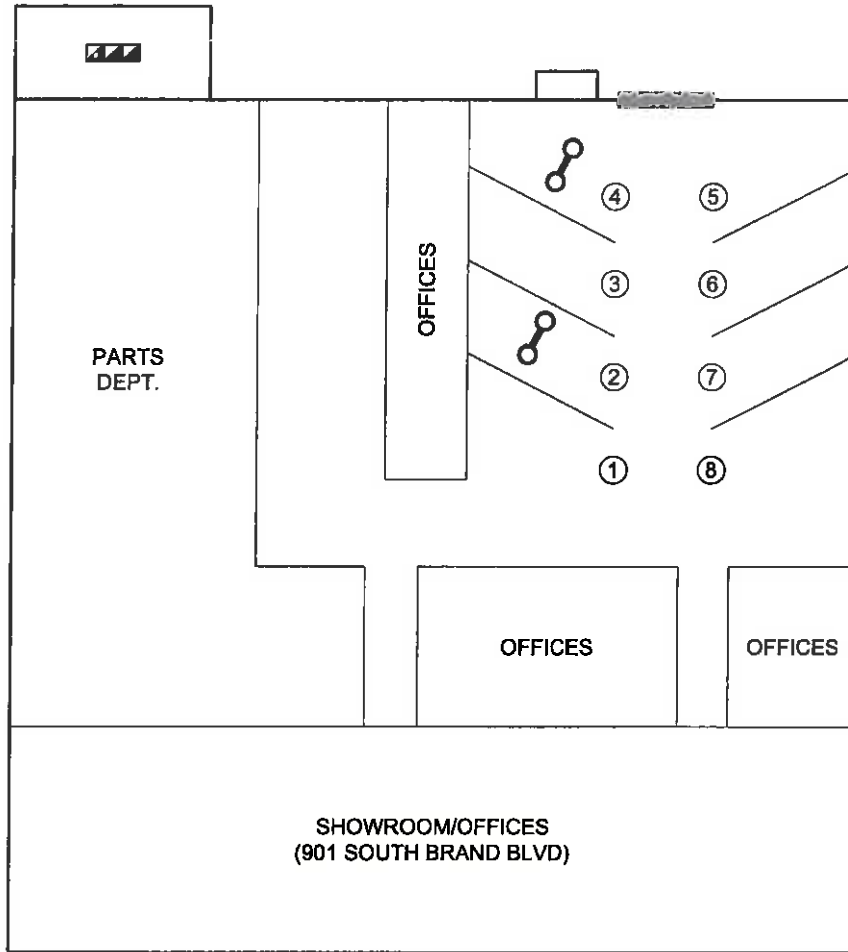 4 5
OFFICES
3 6
PARTS
DEPT.
2 7
1 8
OFFICES OFFICES
SHOWROOM/OFFICES
(901 SOUTH BRAND BLVD)